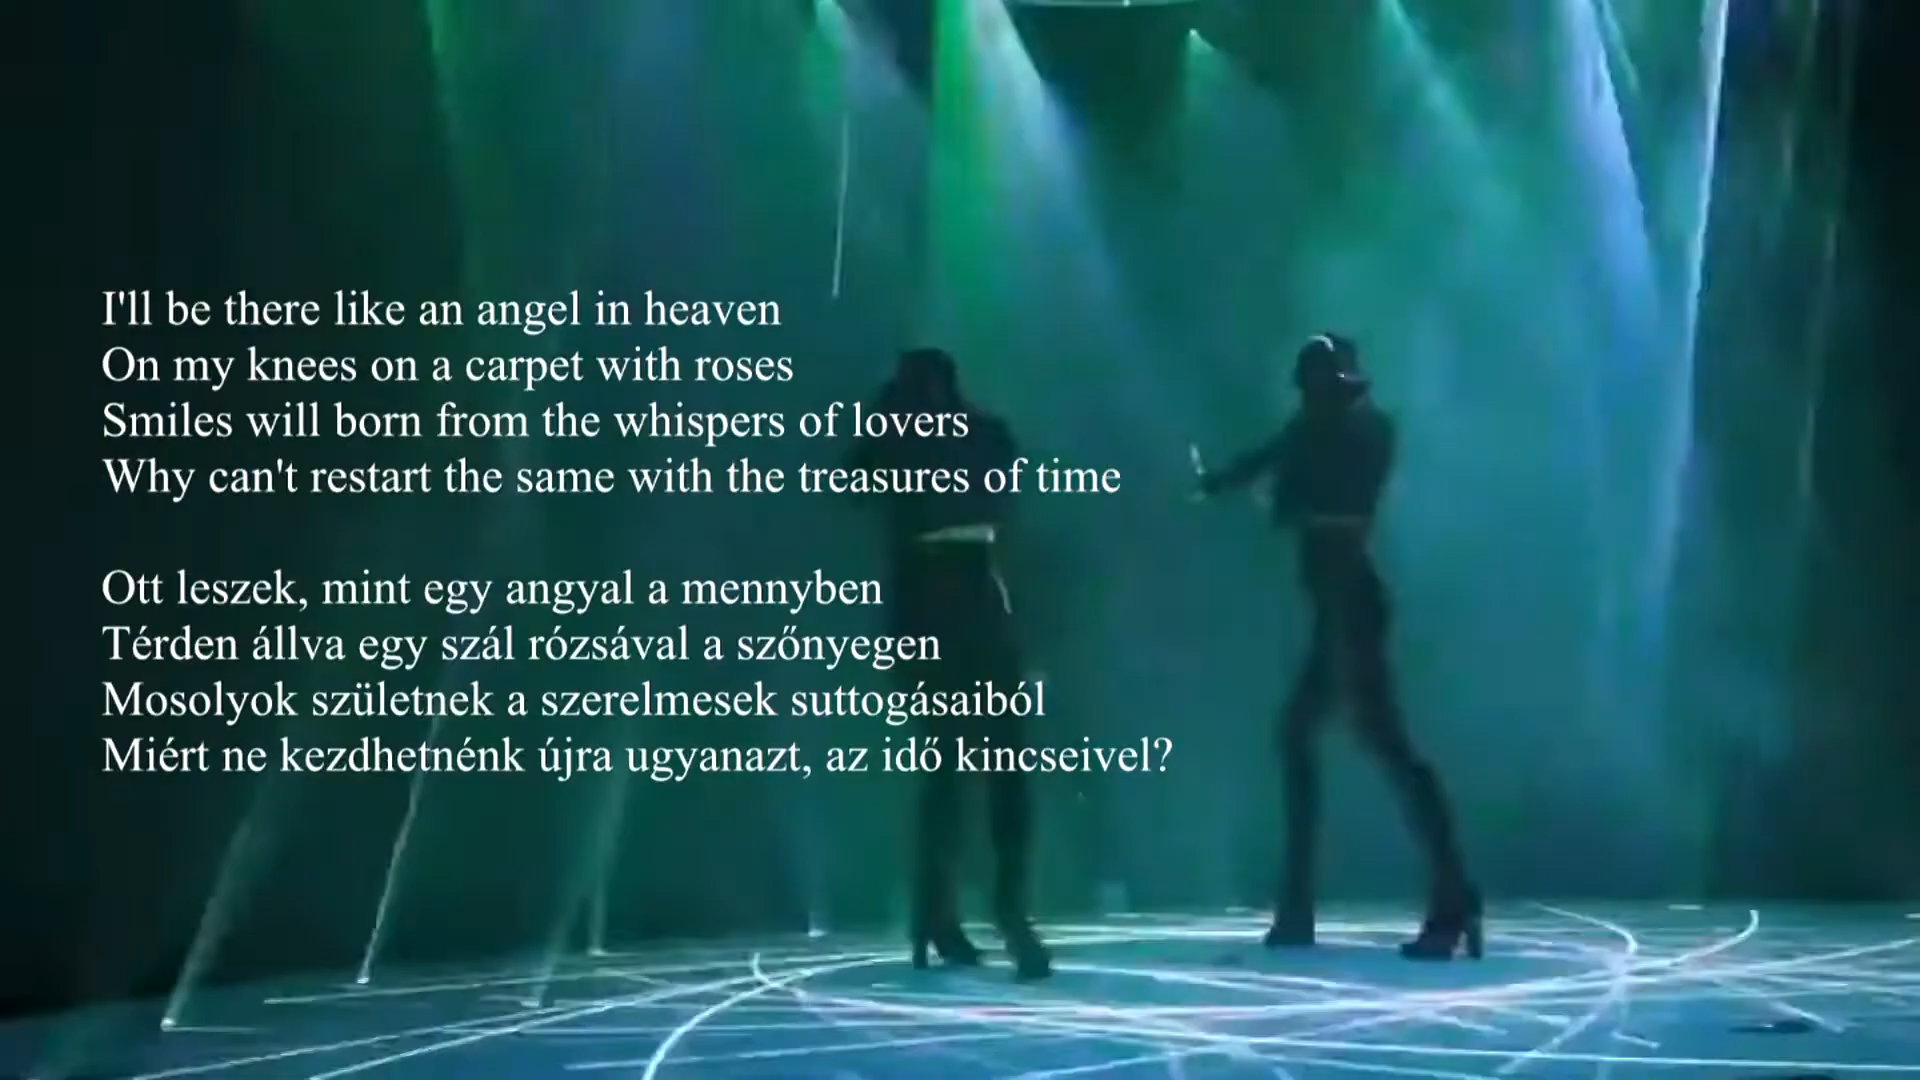 I'll be there like an angel in heaven
On my knees on a carpet with roses
Smiles will born from the whispers of lovers
Why can't restart the same with the treasures of time
Ott leszek, mint egy angyal a mennyben
Térden állva egy szál rózsával a szőnyegen
Mosolyok születnek a szerelmesek suttogásaiból
Miért ne kezdhetnénk újra ugyanazt, az idő kincseivel?